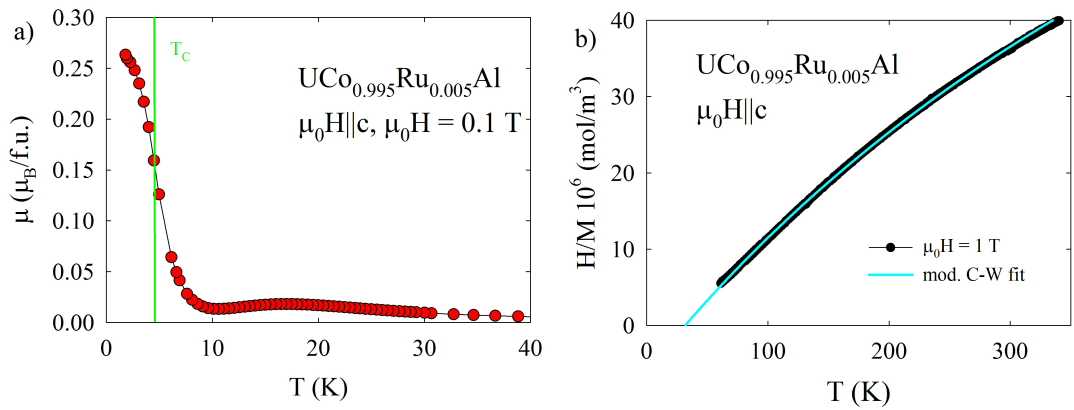 a)
0.30
0.25
0.20
0.15
0.10
0.05
0.00
μ (μB/f.u.)
TC
UCo0.995Ru0.005Al
μ0H||c, μ0H = 0.1 T
0 10 20 30 40
T (K)
b)
40
30
20
10
0
H/M 10^6 (mol/m^3)
UCo0.995Ru0.005Al
μ0H||c
μ0H = 1 T
mod. C-W fit
0 100 200 300
T (K)